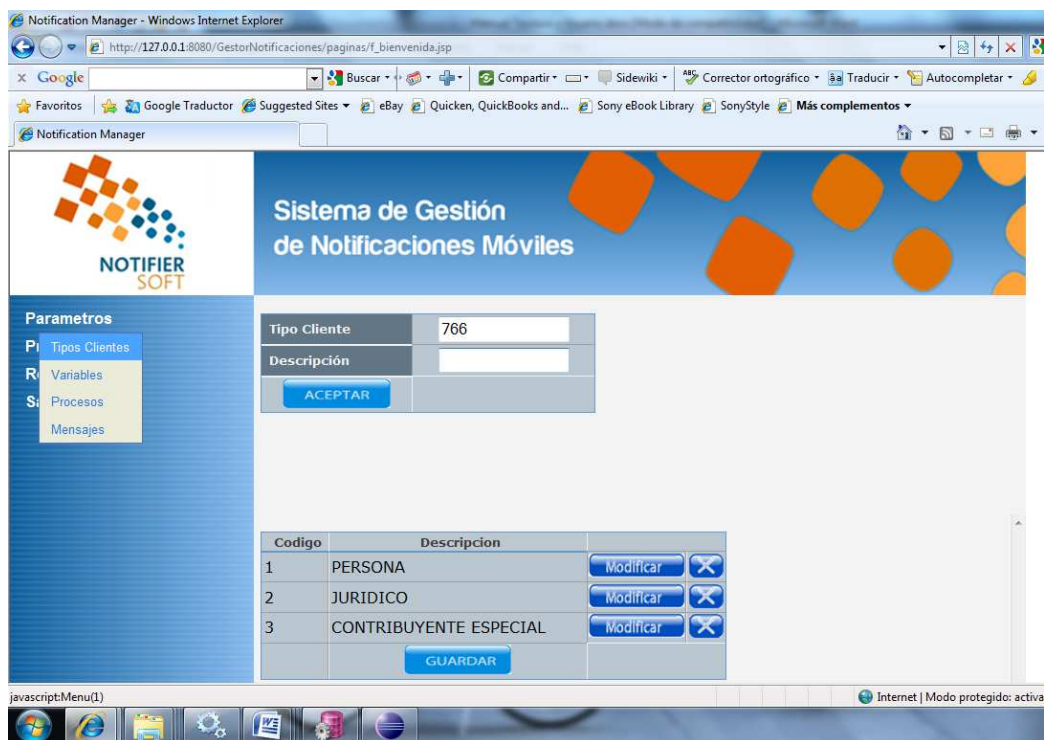 Notification Manager - Windows Internet Explorer
http://127.0.0.1:8080/GestorNotificaciones/paginas/f_bienvenida.jsp
x Google Buscar Compartir Sidewiki Corrector ortográfico Traducir Autocompletar
Favoritos Google Traductor Suggested Sites eBay Quicken, QuickBooks and... Sony eBook Library SonyStyle Más complementos
Notification Manager
NOTIFIER
SOFT
Sistema de Gestión
de Notificaciones Móviles
Parametros
Tipos Clientes
Variables
Procesos
Mensajes
Tipo Cliente 766
Descripción
ACEPTAR
Codigo Descripcion
1 PERSONA Modificar
2 JURIDICO Modificar
3 CONTRIBUYENTE ESPECIAL Modificar
GUARDAR
javascript:Menu(1) Internet | Modo protegido: activa